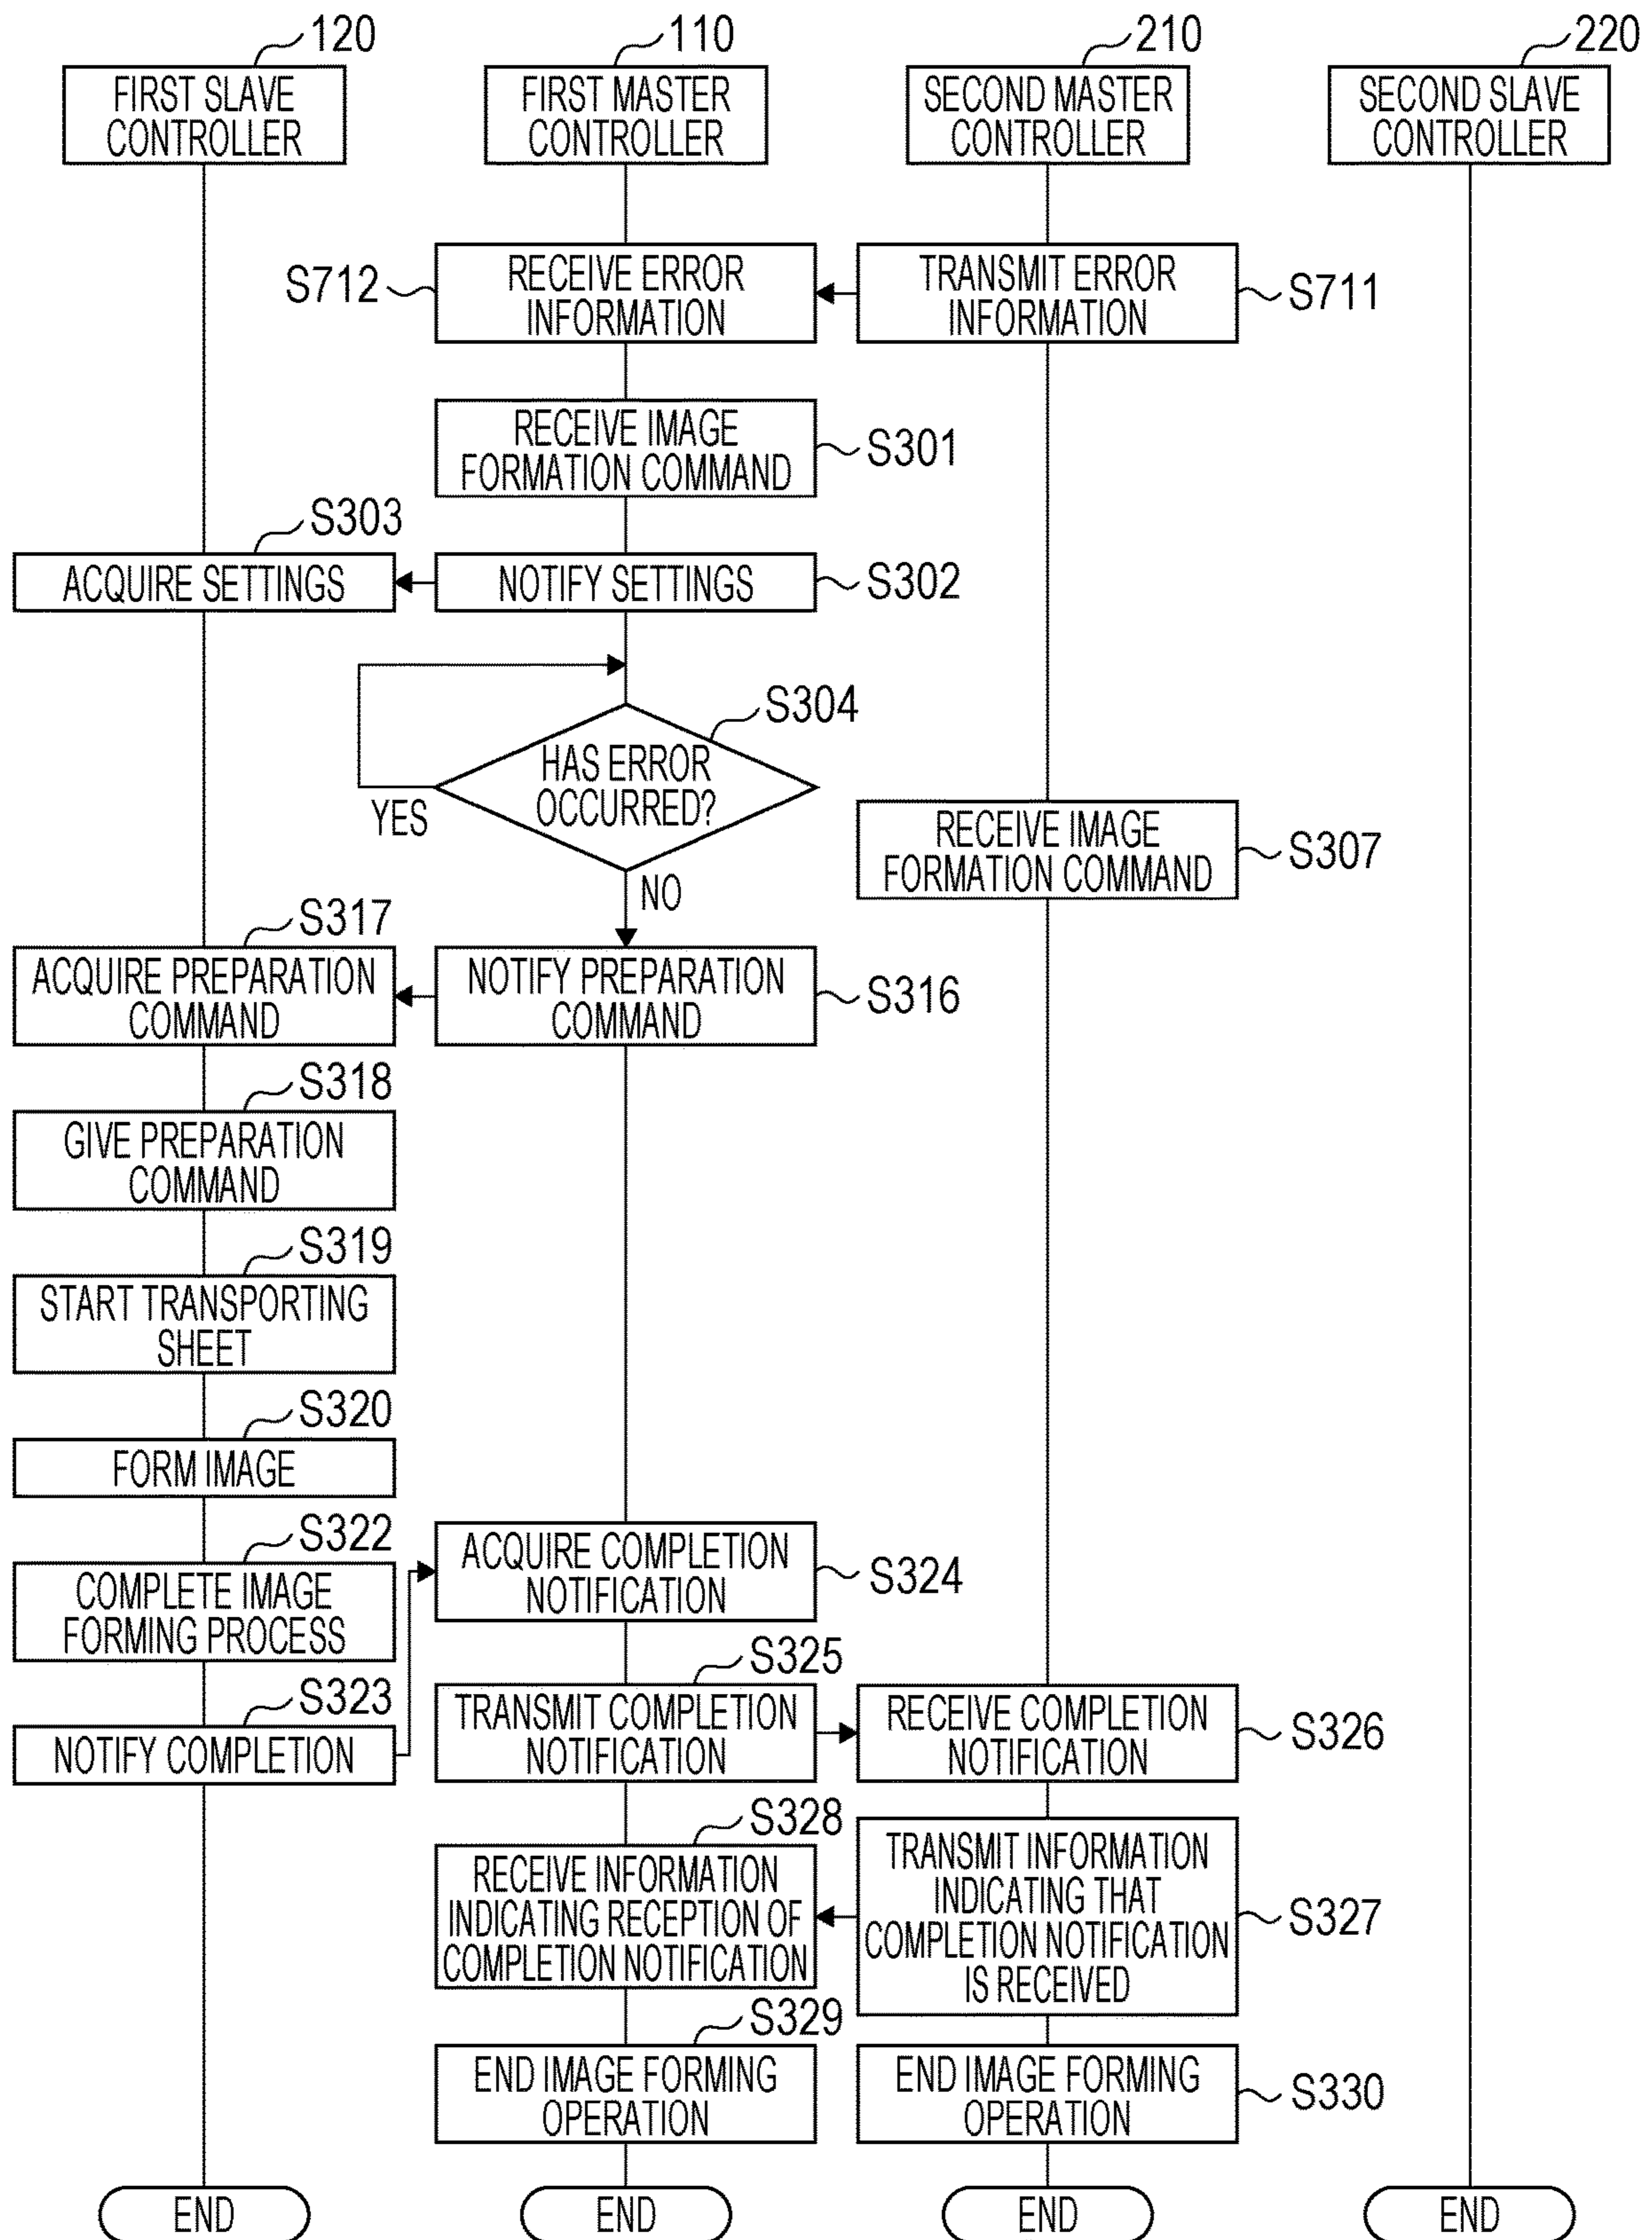 120
110
210
220
FIRST SLAVE
CONTROLLER
FIRST MASTER
CONTROLLER
SECOND MASTER
CONTROLLER
SECOND SLAVE
CONTROLLER
S712
RECEIVE ERROR
INFORMATION
TRANSMIT ERROR
INFORMATION
S711
RECEIVE IMAGE
FORMATION COMMAND
S301
S303
ACQUIRE SETTINGS
NOTIFY SETTINGS
S302
S304
HAS ERROR
OCCURRED?
YES
NO
RECEIVE IMAGE
FORMATION COMMAND
S307
S317
ACQUIRE PREPARATION
COMMAND
NOTIFY PREPARATION
COMMAND
S316
S318
GIVE PREPARATION
COMMAND
S319
START TRANSPORTING
SHEET
S320
FORM IMAGE
S322
COMPLETE IMAGE
FORMING PROCESS
ACQUIRE COMPLETION
NOTIFICATION
S324
S323
NOTIFY COMPLETION
S325
TRANSMIT COMPLETION
NOTIFICATION
RECEIVE COMPLETION
NOTIFICATION
S326
S328
RECEIVE INFORMATION
INDICATING RECEPTION OF
COMPLETION NOTIFICATION
TRANSMIT INFORMATION
INDICATING THAT
COMPLETION NOTIFICATION
IS RECEIVED
S327
S329
END IMAGE FORMING
OPERATION
END IMAGE FORMING
OPERATION
S330
END
END
END
END